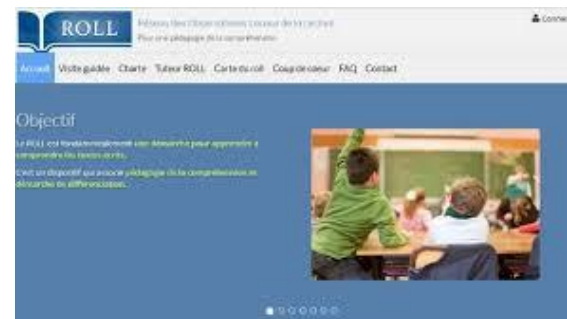 ROLL
Réseau des Observatoires Locaux de la Lecture
Pour une pédagogie de la compréhension
Accueil Visite guidée Charte Tuteur ROLL Carte du roll Coup de coeur FAQ Contact
Objectif
Le ROLL est fondamentalement une démarche pour apprendre à
comprendre les textes écrits.
C'est un dispositif qui associe pédagogie de la compréhension et
démarche de différenciation.